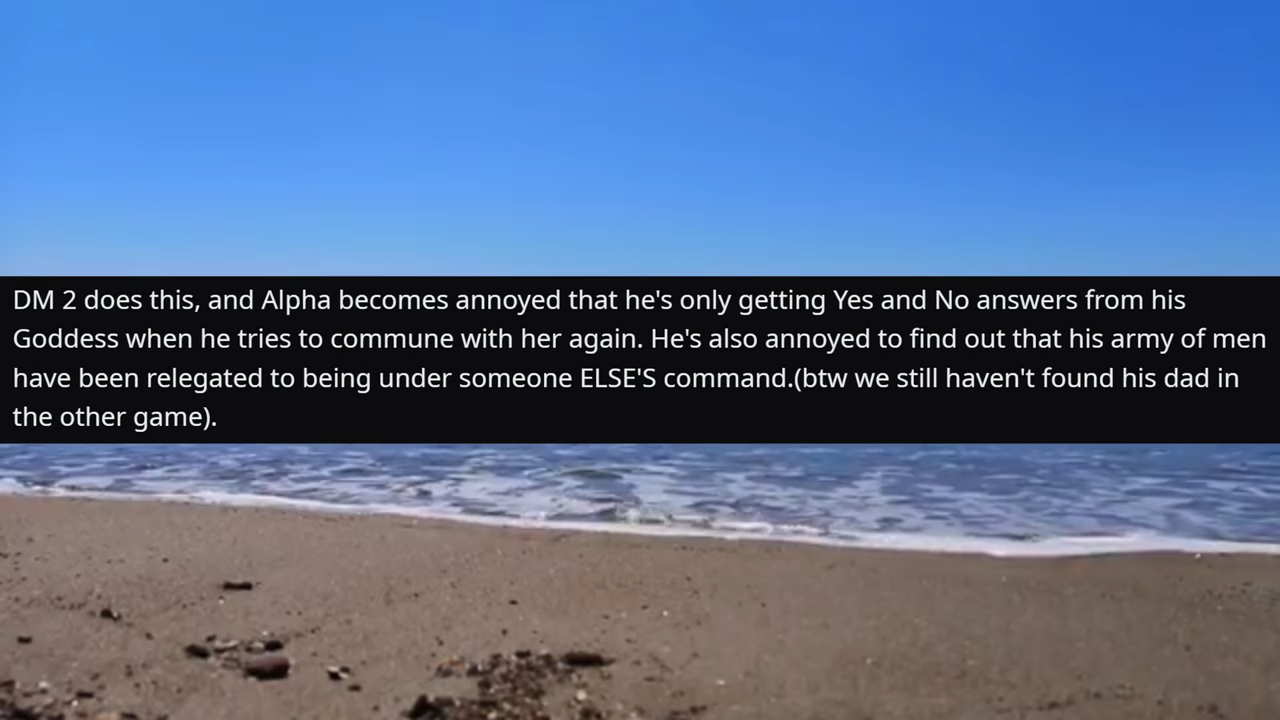 DM 2 does this, and Alpha becomes annoyed that he's only getting Yes and No answers from his
Goddess when he tries to commune with her again. He's also annoyed to find out that his army of men
have been relegated to being under someone ELSE'S command.(btw we still haven't found his dad in
the other game).